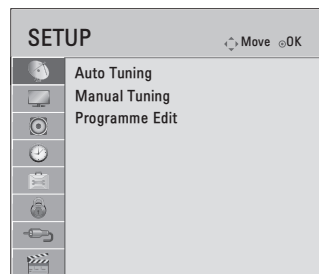 SETUP Move OK
Auto Tuning
Manual Tuning
Programme Edit